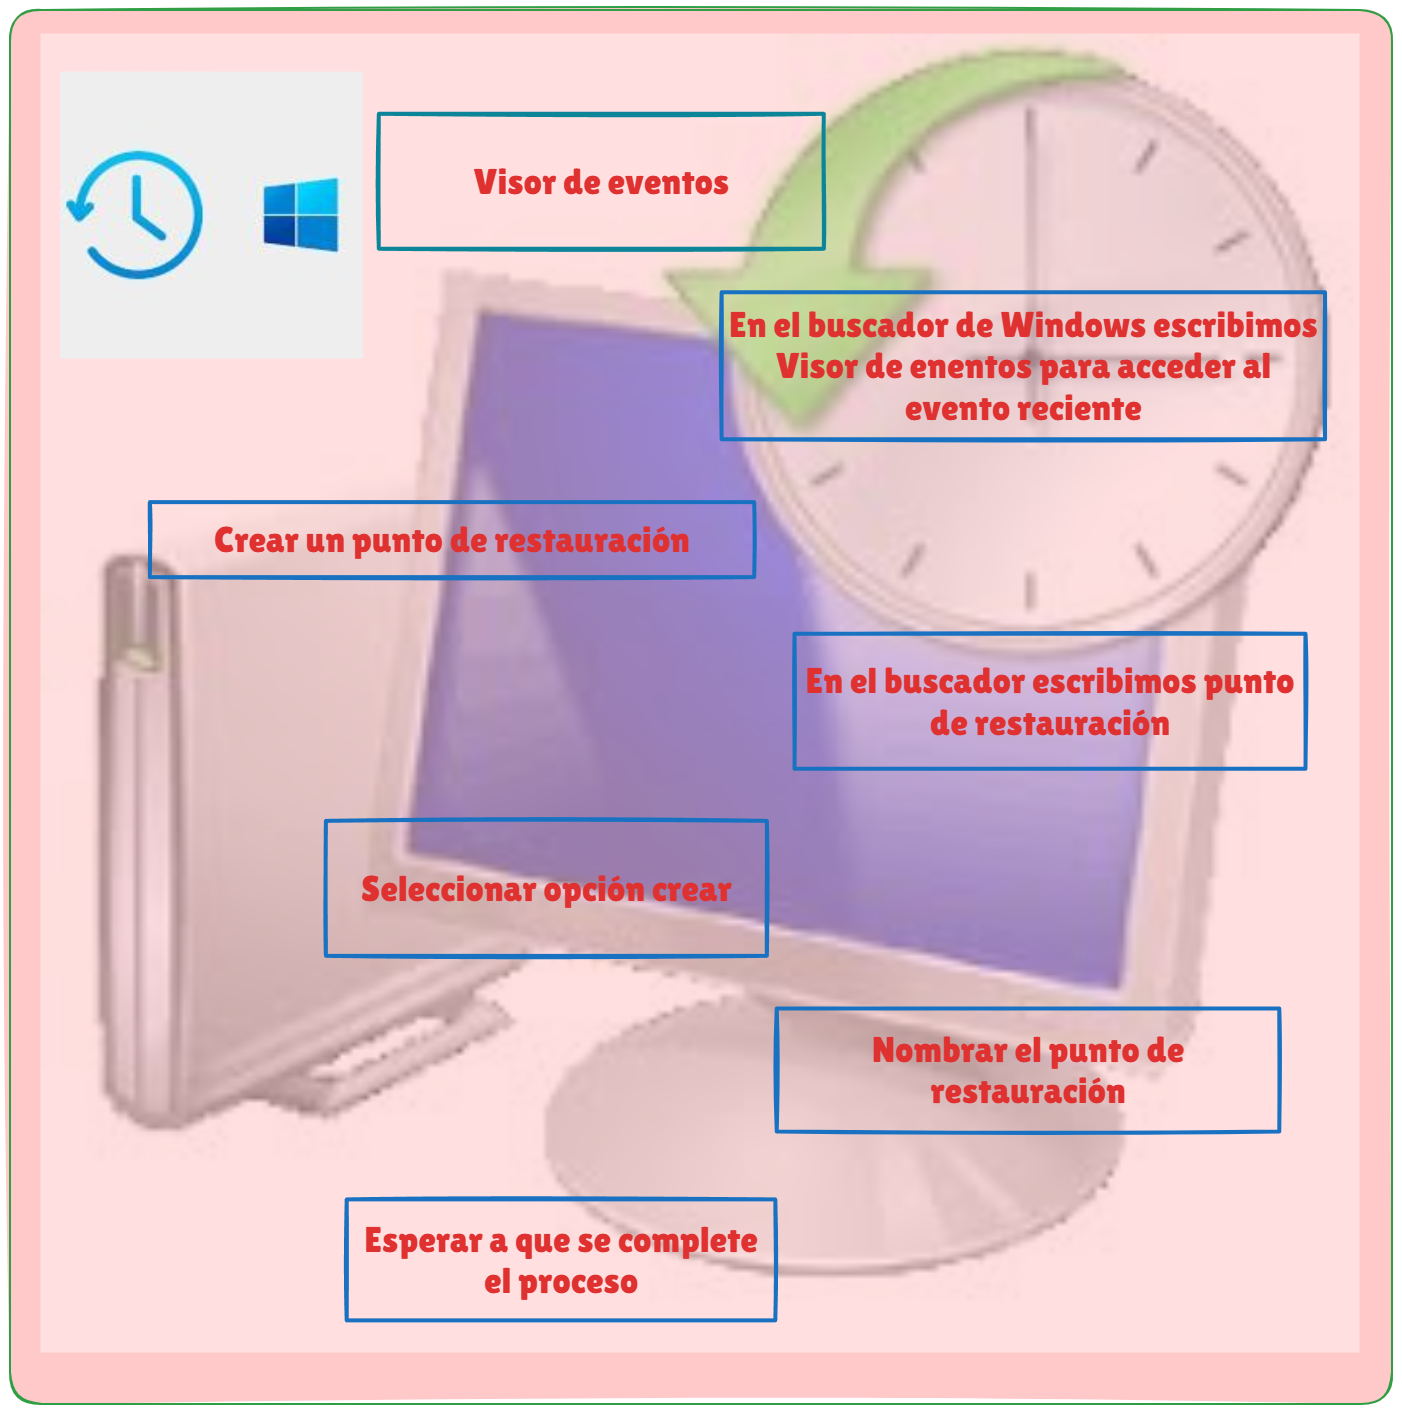 Visor de eventos
En el buscador de Windows escribimos
Visor de enentos para acceder al
evento reciente
Crear un punto de restauración
En el buscador escribimos punto
de restauración
Seleccionar opción crear
Nombrar el punto de
restauración
Esperar a que se complete
el proceso